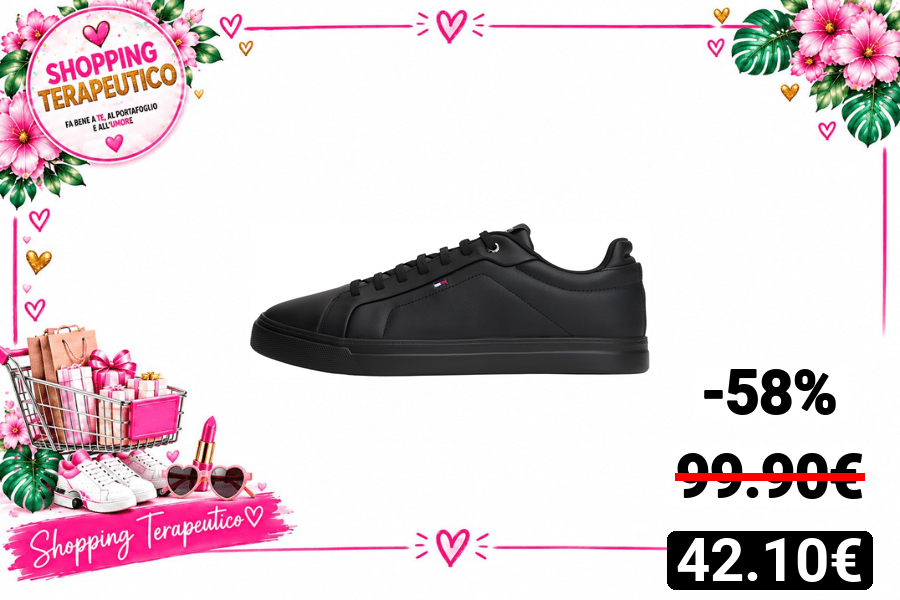 SHOPPING
TERAPEUTICO
FA BENE A TE, AL PORTAFOGLIO
E ALL'UMORE
-58%
99.90€
42.10€
Shopping Terapeutico